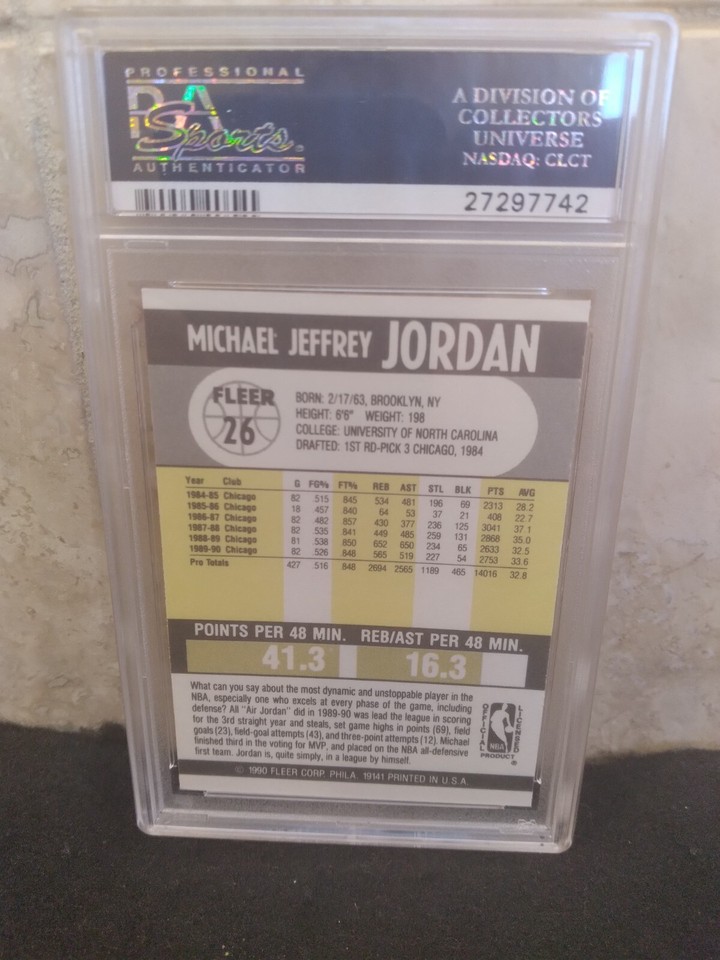 PROFESSIONAL
PSA
Sports.
AUTHENTICATOR
A DIVISION OF
COLLECTORS
UNIVERSE
NASDAQ: CLCT
27297742
MICHAEL JEFFREY JORDAN
FLEER
26
BORN: 2/17/63, BROOKLYN, NY
HEIGHT: 6'6" WEIGHT: 198
COLLEGE: UNIVERSITY OF NORTH CAROLINA
DRAFTED: 1ST RD-PICK 3 CHICAGO, 1984
Year Club G FG% FT% REB AST STL BLK PTS AVG
1984-85 Chicago 82 .515 .845 534 481 196 69 2313 28.2
1985-86 Chicago 18 .457 .840 64 53 37 21 408 22.7
1986-87 Chicago 82 .482 .857 430 377 236 125 3041 37.1
1987-88 Chicago 82 .535 .841 449 485 259 131 2868 35.0
1988-89 Chicago 81 .538 .850 652 650 234 65 2633 32.5
1989-90 Chicago 82 .526 .848 565 519 227 54 2753 33.6
Pro Totals 427 .516 .848 2694 2565 1189 465 14016 32.8
POINTS PER 48 MIN. REB/AST PER 48 MIN.
41.3 16.3
What can you say about the most dynamic and unstoppable player in the
NBA, especially one who excels at every phase of the game, including
defense? All "Air Jordan" did in 1989-90 was lead the league in scoring
for the 3rd straight year and steals, set game highs in points (69), field
goals (23), field-goal attempts (43), and three-point attempts (12). Michael
finished third in the voting for MVP, and placed on the NBA all-defensive
first team. Jordan is, quite simply, in a league by himself.
OFFICIAL
LICENSED
NBA
PRODUCT
®
© 1990 FLEER CORP. PHILA. 19141 PRINTED IN U.S.A.